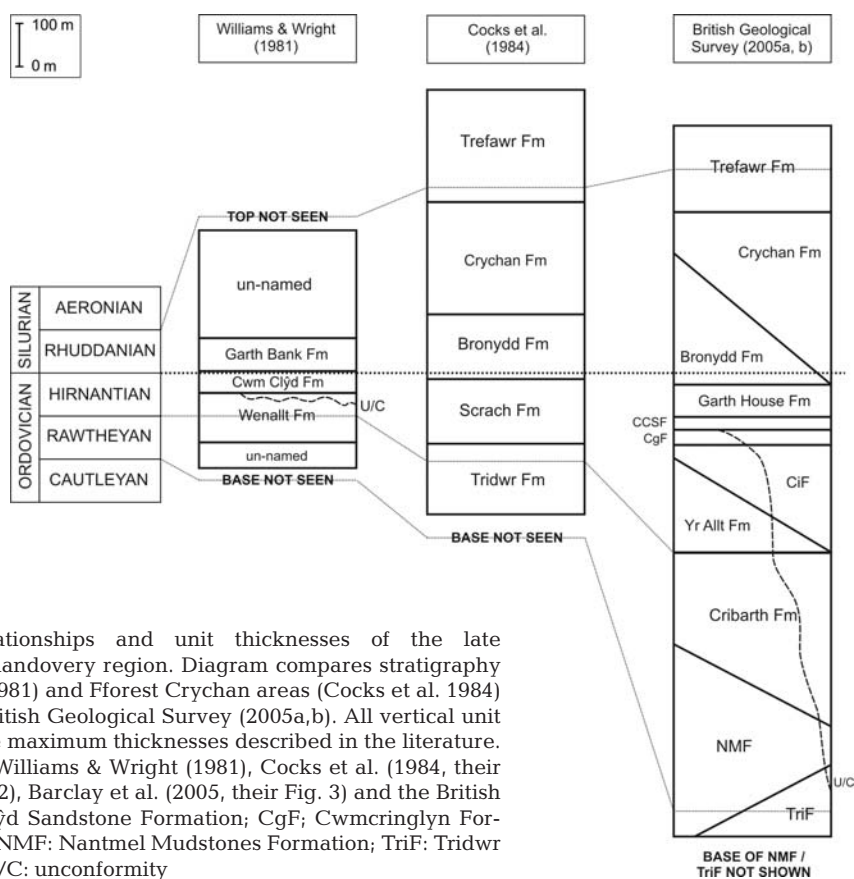 100 m
0 m
Williams & Wright
(1981)
Cocks et al.
(1984)
British Geological
Survey (2005a, b)
SILURIAN
ORDOVICIAN
AERONIAN
RHUDDANIAN
HIRNANTIAN
RAWTHEYAN
CAUTLEYAN
TOP NOT SEEN
un-named
Garth Bank Fm
Cwm Clŷd Fm
U/C
Wenallt Fm
un-named
BASE NOT SEEN
Trefawr Fm
Crychan Fm
Bronydd Fm
Scrach Fm
Tridwr Fm
BASE NOT SEEN
Trefawr Fm
Crychan Fm
Bronydd Fm
Garth House Fm
CCSF
CgF
CiF
Yr Allt Fm
Cribarth Fm
NMF
U/C
TriF
BASE OF NMF /
TriF NOT SHOWN
ationships and unit thicknesses of the late
landovery region. Diagram compares stratigraphy
1981) and Fforest Crychan areas (Cocks et al. 1984)
itish Geological Survey (2005a,b). All vertical unit
e maximum thicknesses described in the literature.
Williams & Wright (1981), Cocks et al. (1984, their
2), Barclay et al. (2005, their Fig. 3) and the British
ŷd Sandstone Formation; CgF; Cwmcringlyn For-
NMF: Nantmel Mudstones Formation; TriF: Tridwr
/C: unconformity